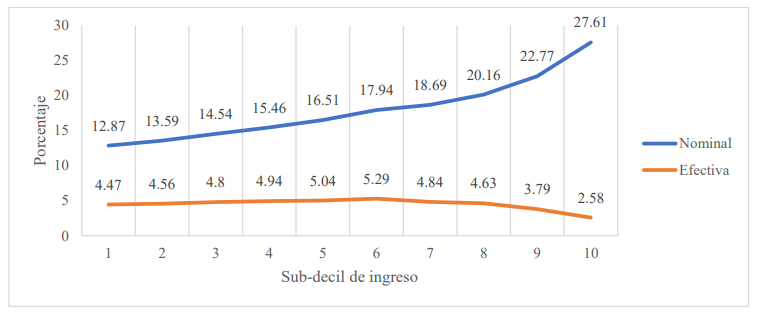 30
25
20
15
10
5
0
Porcentaje
12.87 13.59 14.54 15.46 16.51 17.94 18.69 20.16 22.77 27.61
4.47 4.56 4.8 4.94 5.04 5.29 4.84 4.63 3.79 2.58
1 2 3 4 5 6 7 8 9 10
Sub-decil de ingreso
Nominal
Efectiva